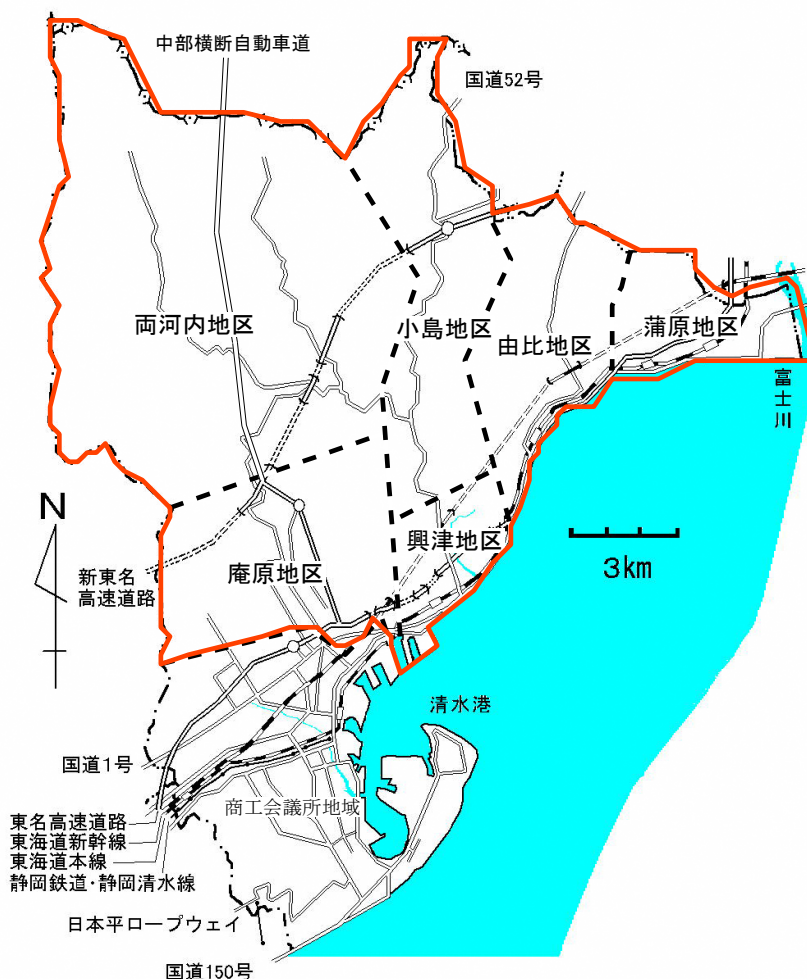 中部横断自動車道
国道52号
両河内地区
小島地区
由比地区
蒲原地区
富士川
N
興津地区
3km
庵原地区
新東名
高速道路
清水港
国道1号
商工会議所地域
東名高速道路
東海道新幹線
東海道本線
静岡鉄道・静岡清水線
日本平ロープウェイ
国道150号